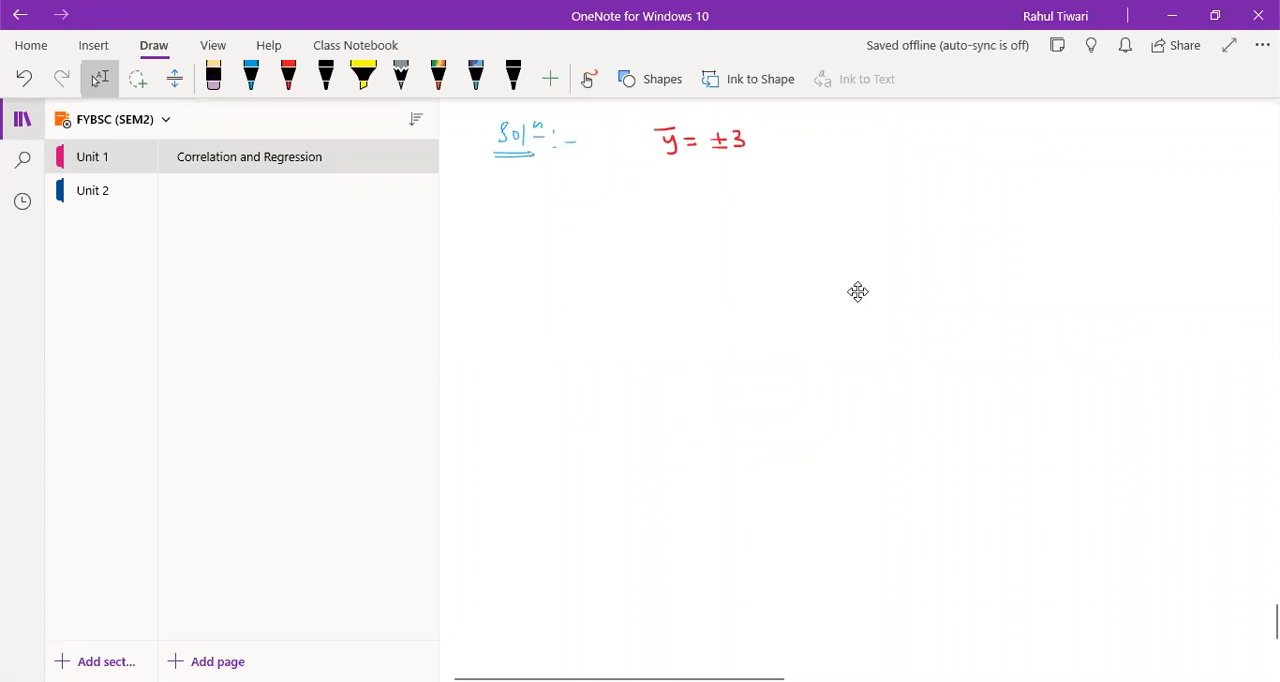 OneNote for Windows 10
Rahul Tiwari
Home Insert Draw View Help Class Notebook
Saved offline (auto-sync is off) Share
Shapes Ink to Shape Ink to Text
FYBSC (SEM2)
Unit 1 Correlation and Regression
Unit 2
Solⁿ:- ȳ = ±3
Add sect... Add page